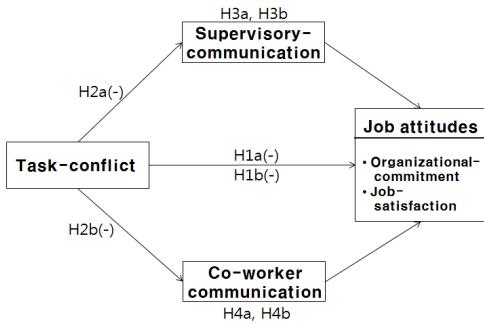 H3a, H3b
Supervisory-
communication
H2a(-)
Job attitudes
• Organizational-
commitment
• Job-
satisfaction
H1a(-)
H1b(-)
Task-conflict
H2b(-)
Co-worker
communication
H4a, H4b